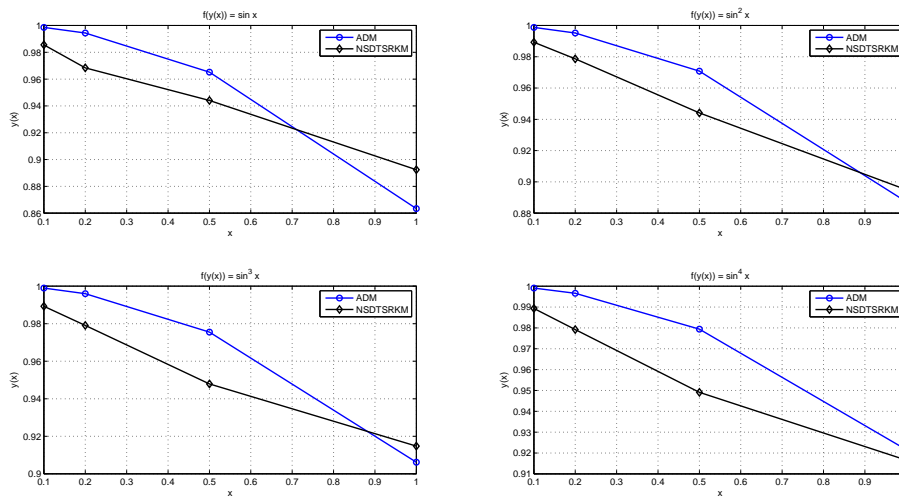 f(y(x)) = sin x
1
0.98
0.96
0.94
0.92
0.9
0.88
0.86
y(x)
ADM
NSDTSRKM
0.1 0.2 0.3 0.4 0.5 0.6 0.7 0.8 0.9 1
x
f(y(x)) = sin² x
1
0.98
0.96
0.94
0.92
0.9
0.88
y(x)
ADM
NSDTSRKM
0.1 0.2 0.3 0.4 0.5 0.6 0.7 0.8 0.9
x
f(y(x)) = sin³ x
1
0.98
0.96
0.94
0.92
0.9
y(x)
ADM
NSDTSRKM
0.1 0.2 0.3 0.4 0.5 0.6 0.7 0.8 0.9 1
x
f(y(x)) = sin⁴ x
1
0.99
0.98
0.97
0.96
0.95
0.94
0.93
0.92
0.91
y(x)
ADM
NSDTSRKM
0.1 0.2 0.3 0.4 0.5 0.6 0.7 0.8 0.9
x